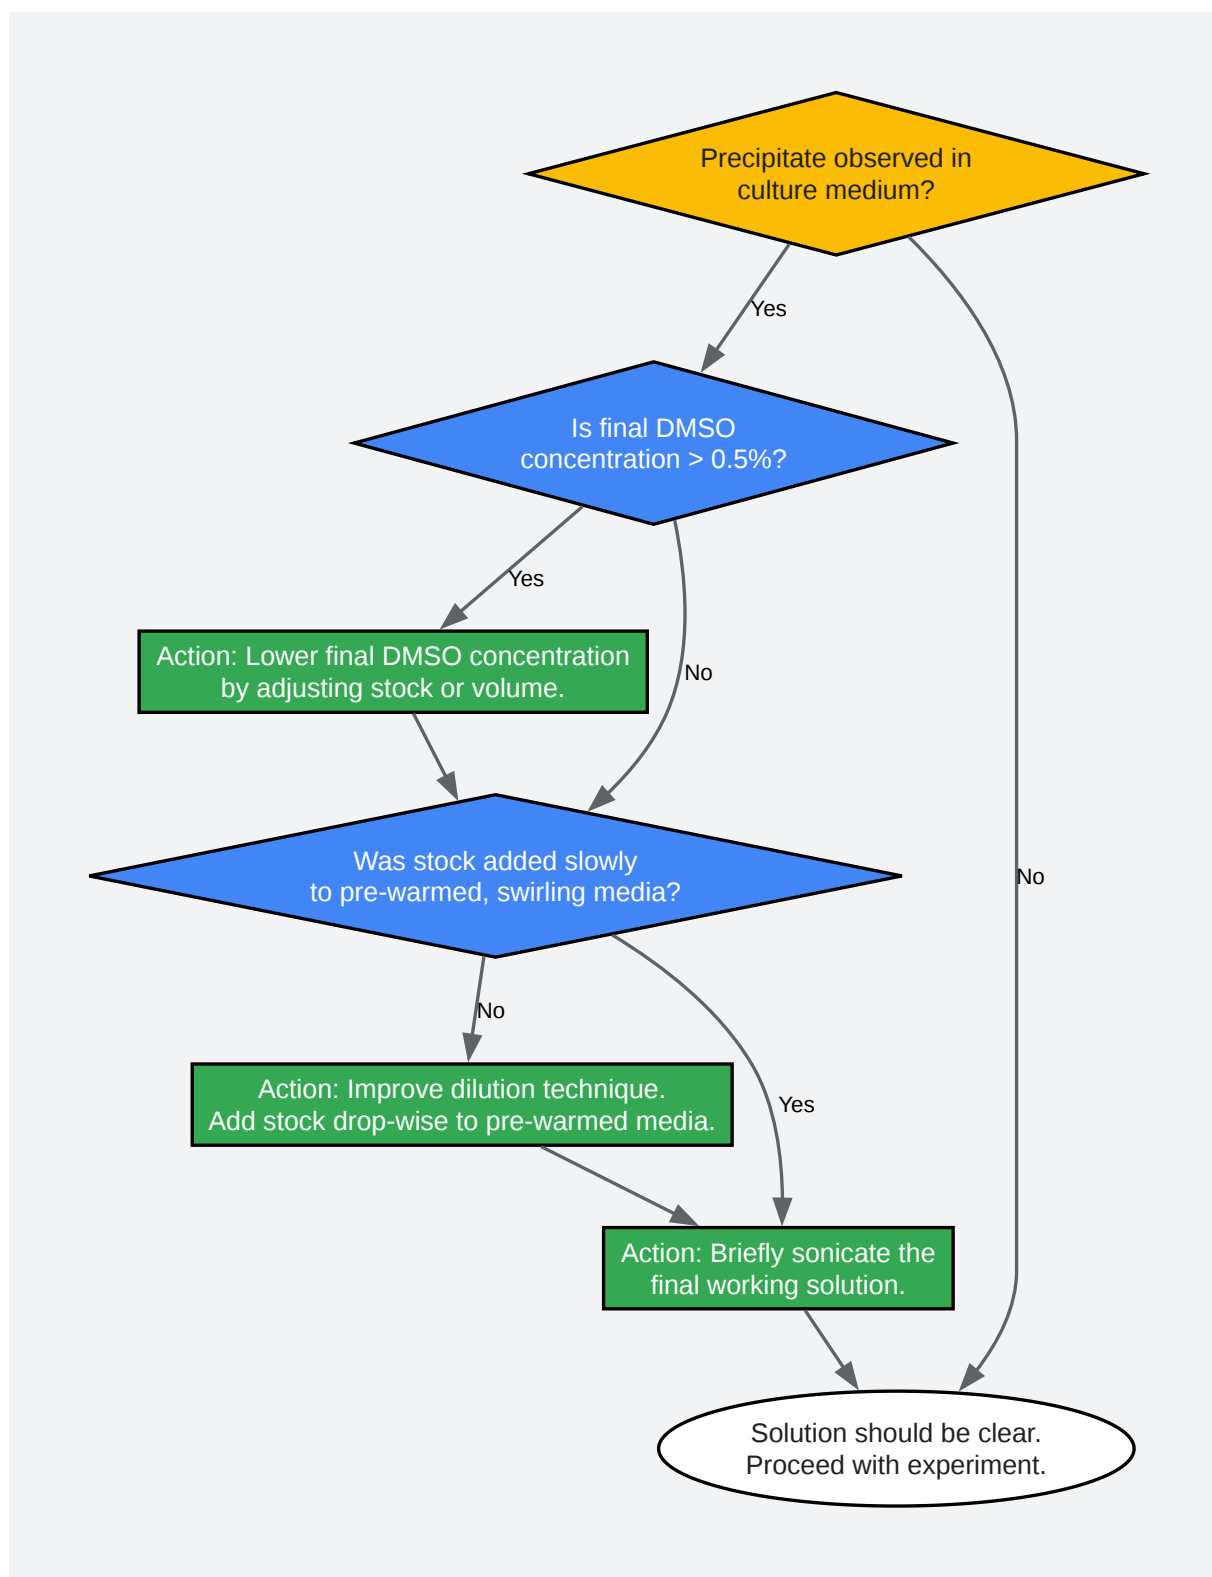 Precipitate observed in
culture medium?
Yes
Is final DMSO
concentration > 0.5%?
Yes
Action: Lower final DMSO concentration
by adjusting stock or volume.
No
Was stock added slowly
to pre-warmed, swirling media?
No
No
Action: Improve dilution technique.
Add stock drop-wise to pre-warmed media.
Yes
Action: Briefly sonicate the
final working solution.
Solution should be clear.
Proceed with experiment.